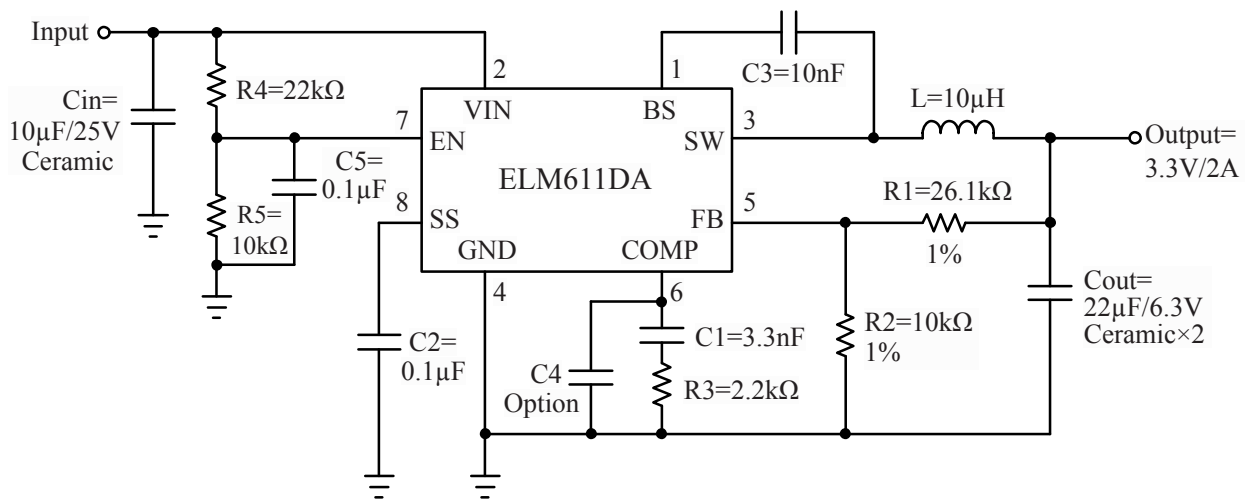 Input
2
1
C3=10nF
R4=22kΩ
Cin=
10µF/25V
Ceramic
VIN
BS
L=10µH
7
EN
3
SW
Output=
3.3V/2A
C5=
0.1µF
ELM611DA
R1=26.1kΩ
1%
8
SS
5
FB
R5=
10kΩ
GND
COMP
4
6
Cout=
22µF/6.3V
Ceramic×2
C2=
0.1µF
C1=3.3nF
R2=10kΩ
1%
C4
Option
R3=2.2kΩ